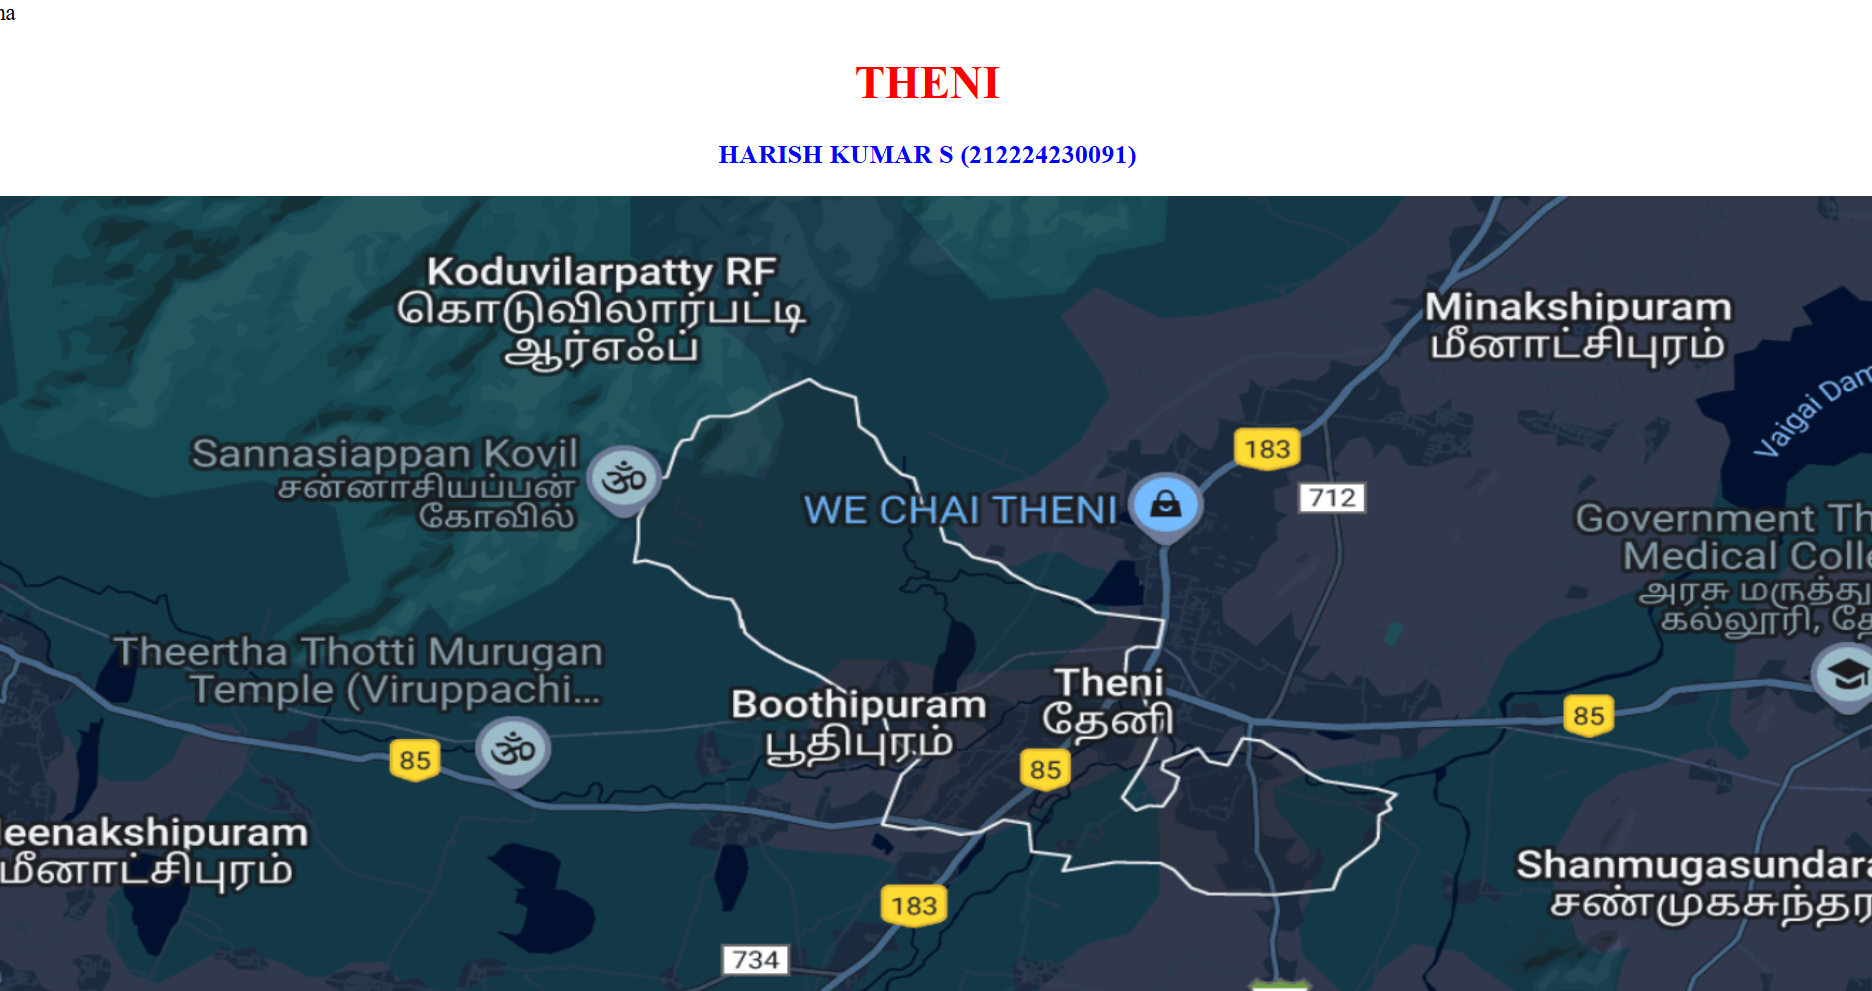 na
THENI
HARISH KUMAR S (212224230091)
Koduvilarpatty RF
கொடுவிலார்பட்டி
ஆர்எஃப்
Minakshipuram
மீனாட்சிபுரம்
Vaigai Dam
183
Sannasiappan Kovil
சன்னாசியப்பன்
கோவில்
WE CHAI THENI
712
Government Th
Medical Colle
அரசு மருத்து
கல்லூரி, தே
Theertha Thotti Murugan
Temple (Viruppachi...
Boothipuram
பூதிபுரம்
Theni
தேனி
85
85
85
eenakshipuram
மீனாட்சிபுரம்
Shanmugasundara
சண்முகசுந்தர
183
734